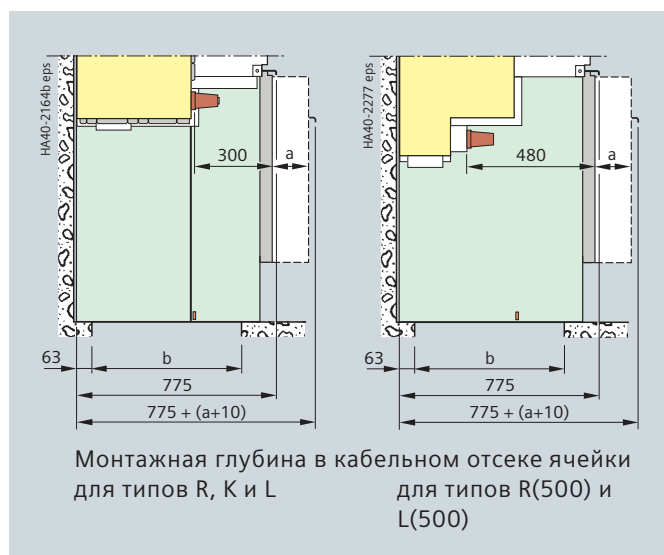 HA40-2164b eps
300
a
63
b
775
775 + (a+10)
HA40-2277 eps
480
a
63
b
775
775 + (a+10)
Монтажная глубина в кабельном отсеке ячейки
для типов R, K и L
для типов R(500) и
L(500)